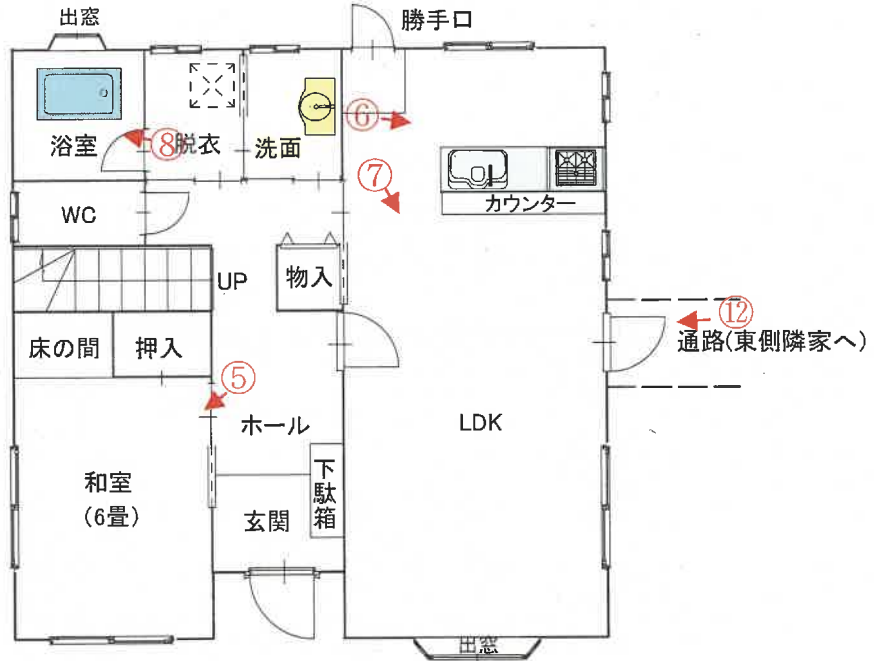 出窓
勝手口
浴室
⑧
脱衣
洗面
⑥
⑦
WC
カウンター
UP
物入
⑫
通路(東側隣家へ)
床の間
押入
⑤
ホール
LDK
和室
(6畳)
玄関
下駄箱
出窓